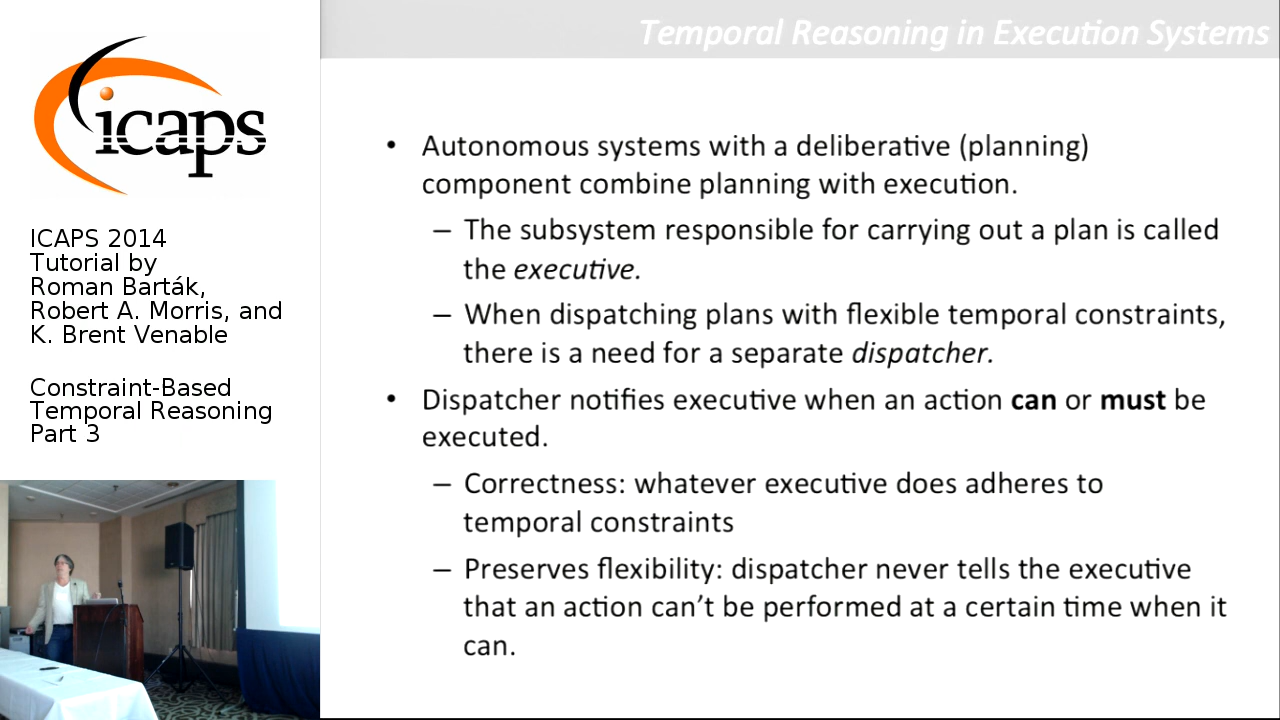 icaps
ICAPS 2014
Tutorial by
Roman Barták,
Robert A. Morris, and
K. Brent Venable
Constraint-Based
Temporal Reasoning
Part 3
Temporal Reasoning in Execution Systems
• Autonomous systems with a deliberative (planning)
component combine planning with execution.
– The subsystem responsible for carrying out a plan is called
the executive.
– When dispatching plans with flexible temporal constraints,
there is a need for a separate dispatcher.
• Dispatcher notifies executive when an action can or must be
executed.
– Correctness: whatever executive does adheres to
temporal constraints
– Preserves flexibility: dispatcher never tells the executive
that an action can’t be performed at a certain time when it
can.